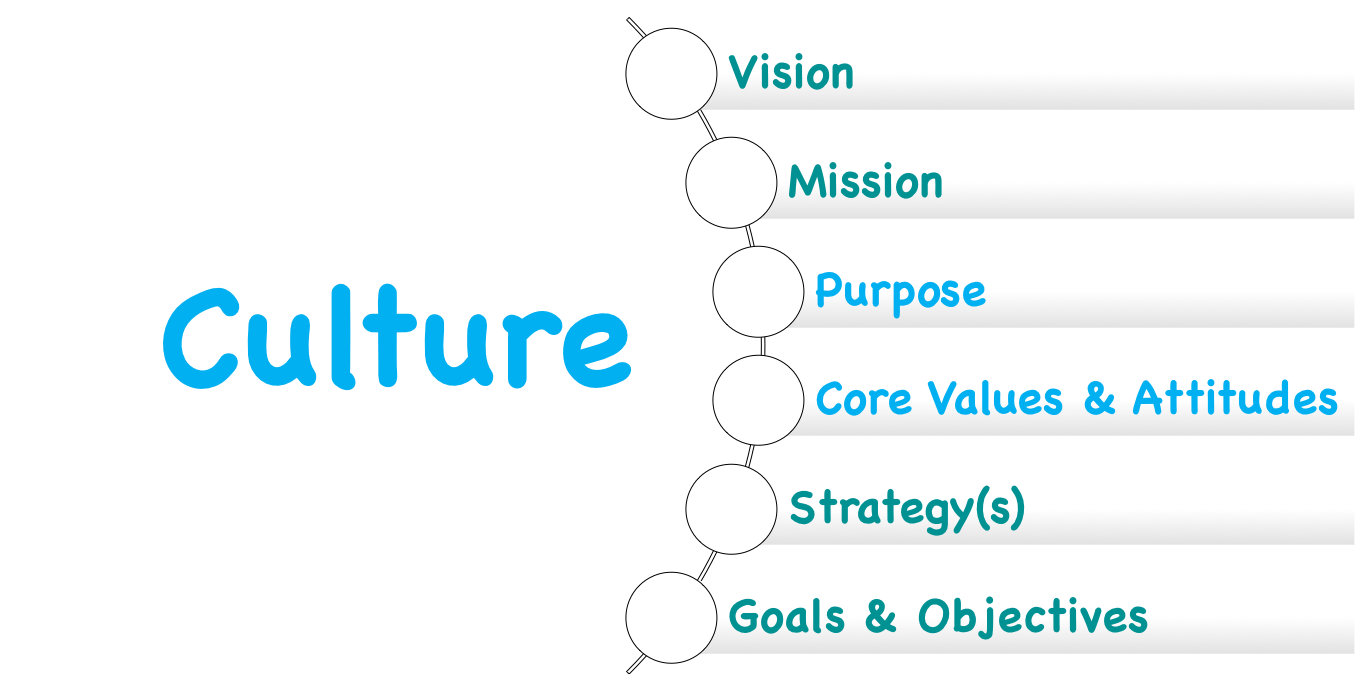 Culture
Vision
Mission
Purpose
Core Values & Attitudes
Strategy(s)
Goals & Objectives